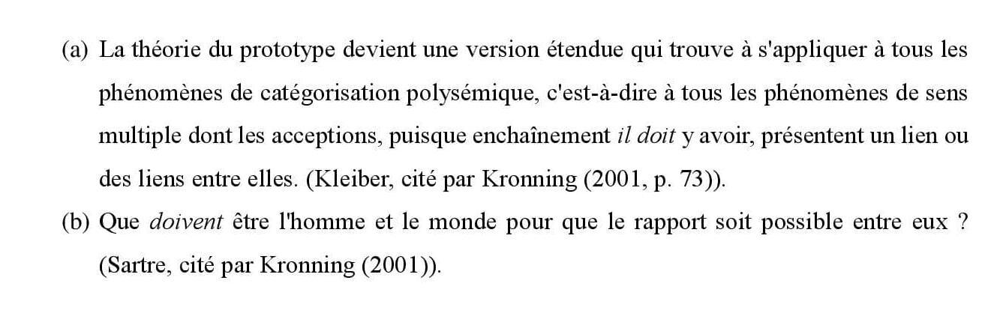 (a) La théorie du prototype devient une version étendue qui trouve à s'appliquer à tous les
phénomènes de catégorisation polysémique, c'est-à-dire à tous les phénomènes de sens
multiple dont les acceptions, puisque enchaînement il doit y avoir, présentent un lien ou
des liens entre elles. (Kleiber, cité par Kronning (2001, p. 73)).
(b) Que doivent être l'homme et le monde pour que le rapport soit possible entre eux ?
(Sartre, cité par Kronning (2001)).